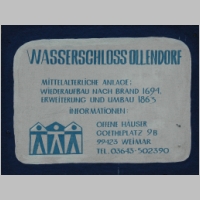 WASSERSCHLOSS OLLENDORF
MITTELALTERLICHE ANLAGE;
WIEDERAUFBAU NACH BRAND 1694.
ERWEITERUNG UND UMBAU 1865
INFORMATIONEN:
OFFENE HÄUSER
GOETHEPLATZ 9B
99423 WEIMAR
TEL. 03643-502390